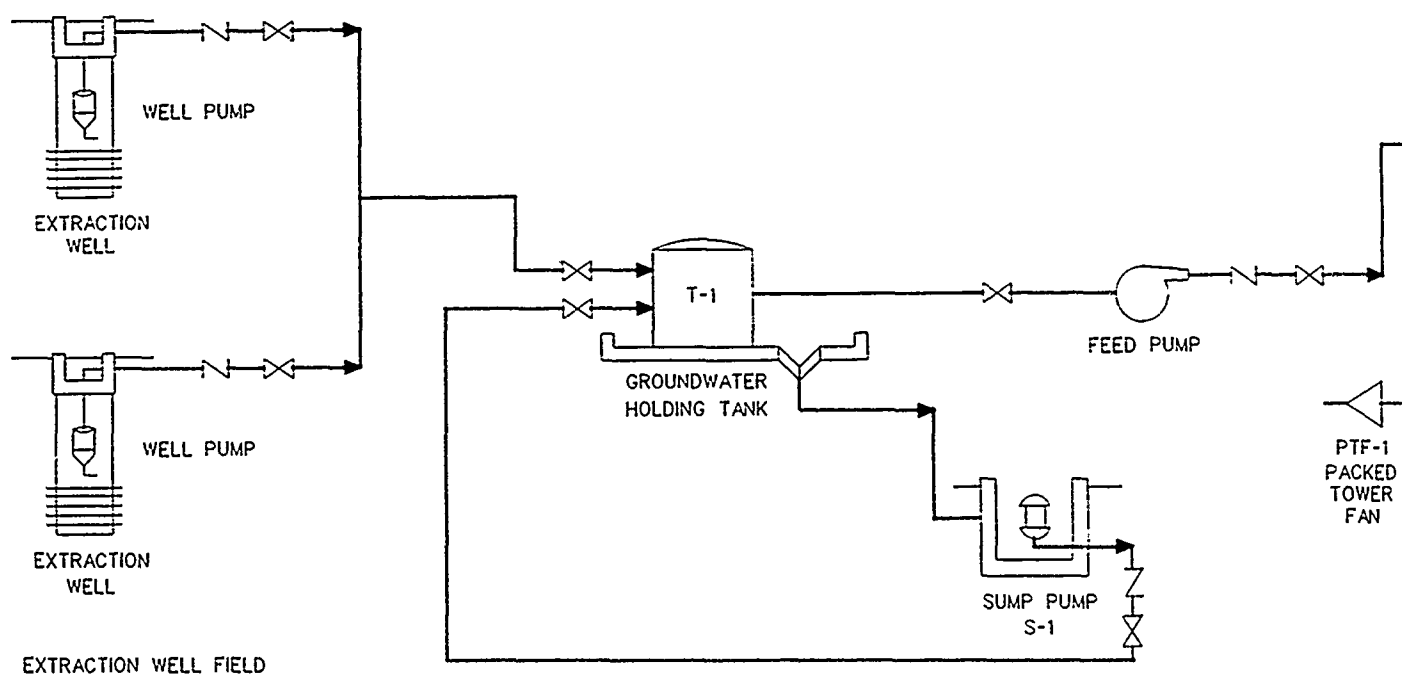 WELL PUMP
EXTRACTION
WELL
T-1
FEED PUMP
GROUNDWATER
HOLDING TANK
WELL PUMP
PTF-1
PACKED
TOWER
FAN
EXTRACTION
WELL
SUMP PUMP
S-1
EXTRACTION WELL FIELD